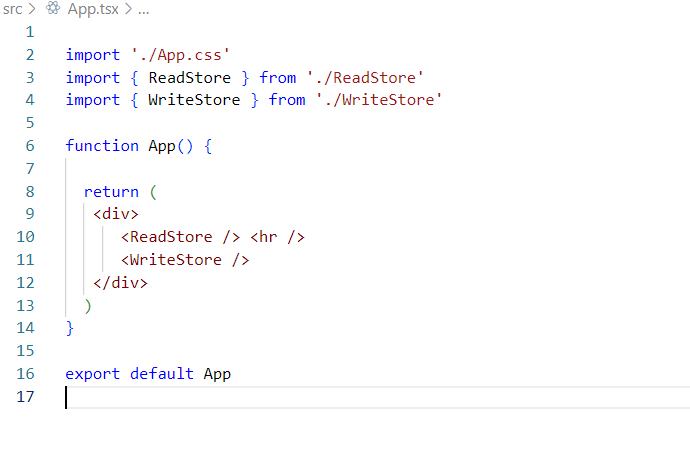 src > App.tsx > ...
1
2 import './App.css'
3 import { ReadStore } from './ReadStore'
4 import { WriteStore } from './WriteStore'
5
6 function App() {
7
8   return (
9    <div>
10       <ReadStore /> <hr />
11       <WriteStore />
12    </div>
13   )
14 }
15
16 export default App
17